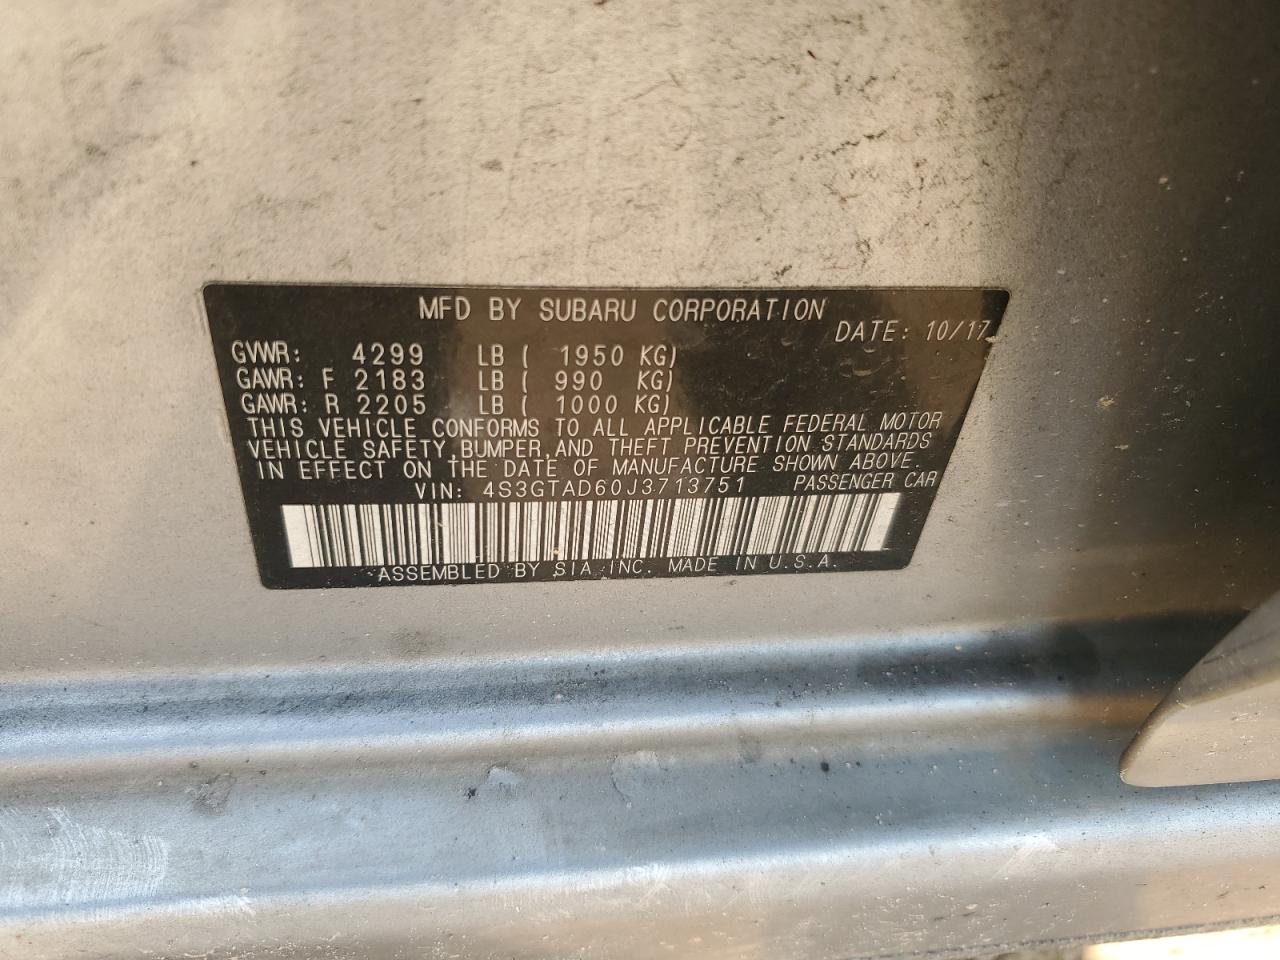 MFD BY SUBARU CORPORATION
DATE: 10/17
GVWR: 4299 LB ( 1950 KG)
GAWR: F 2183 LB ( 990 KG)
GAWR: R 2205 LB ( 1000 KG)
THIS VEHICLE CONFORMS TO ALL APPLICABLE FEDERAL MOTOR
VEHICLE SAFETY, BUMPER, AND THEFT PREVENTION STANDARDS
IN EFFECT ON THE DATE OF MANUFACTURE SHOWN ABOVE.
VIN: 4S3GTAD60J3713751 PASSENGER CAR
ASSEMBLED BY SIA INC. MADE IN U.S.A.